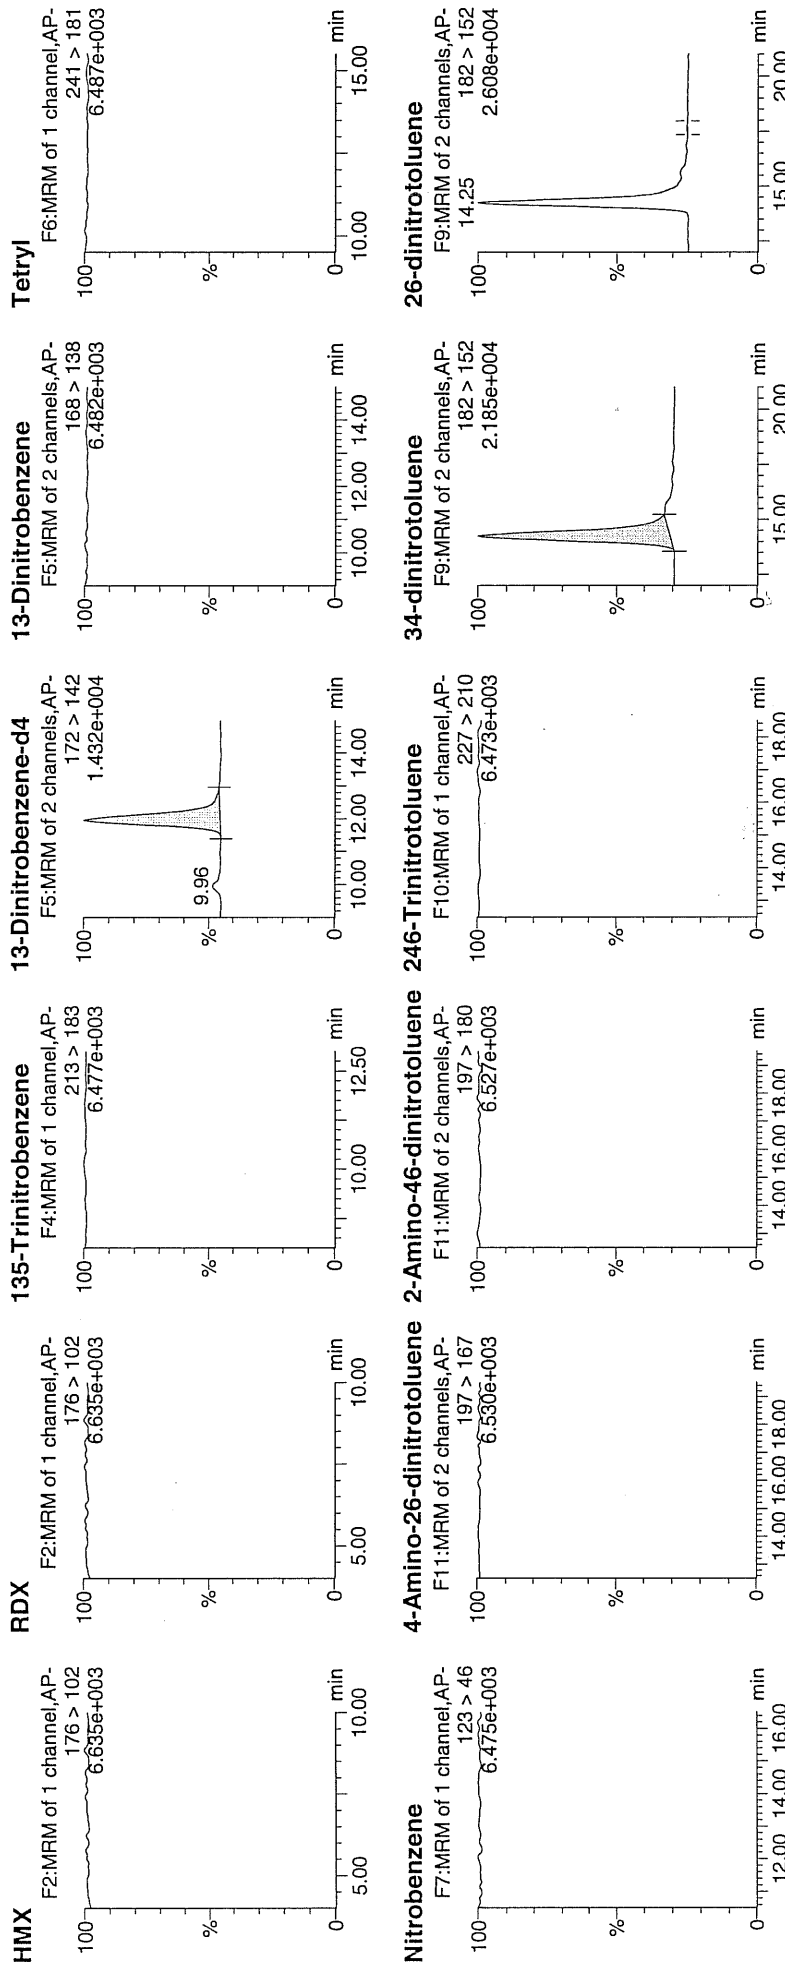 HMX
F2:MRM of 1 channel,AP-
176 > 102
6.635e+003
100
%
0
5.00
10.00
min
RDX
F2:MRM of 1 channel,AP-
176 > 102
6.635e+003
100
%
0
5.00
10.00
min
135-Trinitrobenzene
F4:MRM of 1 channel,AP-
213 > 183
6.477e+003
100
%
0
10.00
12.50
min
13-Dinitrobenzene-d4
F5:MRM of 2 channels,AP-
172 > 142
1.432e+004
100
%
9.96
0
10.00
12.00
14.00
min
13-Dinitrobenzene
F5:MRM of 2 channels,AP-
168 > 138
6.482e+003
100
%
0
10.00
12.00
14.00
min
Tetryl
F6:MRM of 1 channel,AP-
241 > 181
6.487e+003
100
%
0
10.00
15.00
min
Nitrobenzene
F7:MRM of 1 channel,AP-
123 > 46
6.475e+003
100
%
0
12.00
14.00
16.00
min
4-Amino-26-dinitrotoluene
F11:MRM of 2 channels,AP-
197 > 167
6.530e+003
100
%
0
14.00
16.00
18.00
min
2-Amino-46-dinitrotoluene
F11:MRM of 2 channels,AP-
197 > 180
6.527e+003
100
%
0
14.00
16.00
18.00
min
246-Trinitrotoluene
F10:MRM of 1 channel,AP-
227 > 210
6.473e+003
100
%
0
14.00
16.00
18.00
min
34-dinitrotoluene
F9:MRM of 2 channels,AP-
182 > 152
2.185e+004
100
%
0
15.00
20.00
min
26-dinitrotoluene
F9:MRM of 2 channels,AP-
14.25
182 > 152
2.608e+004
100
%
0
15.00
20.00
min